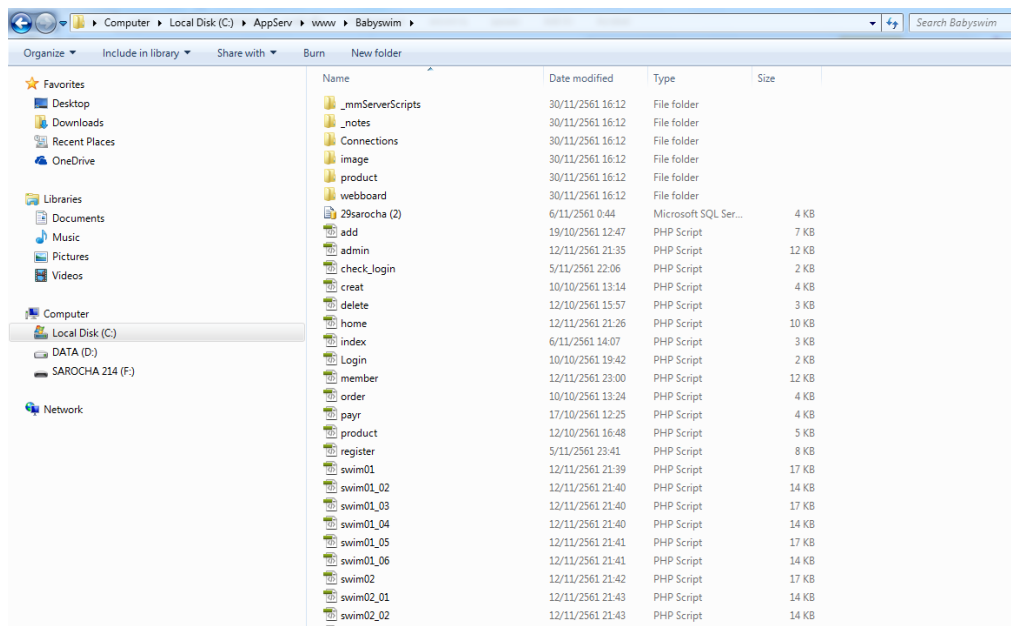 Computer Local Disk (C:) AppServ www Babyswim Search Babyswim
Organize Include in library Share with Burn New folder
Favorites
Desktop
Downloads
Recent Places
OneDrive
Libraries
Documents
Music
Pictures
Videos
Computer
Local Disk (C:)
DATA (D:)
SAROCHA 214 (F:)
Network
Name Date modified Type Size
_mmServerScripts 30/11/2561 16:12 File folder
_notes 30/11/2561 16:12 File folder
Connections 30/11/2561 16:12 File folder
image 30/11/2561 16:12 File folder
product 30/11/2561 16:12 File folder
webboard 30/11/2561 16:12 File folder
29sarocha (2) 6/11/2561 0:44 Microsoft SQL Ser... 4 KB
add 19/10/2561 12:47 PHP Script 7 KB
admin 12/11/2561 21:35 PHP Script 12 KB
check_login 5/11/2561 22:06 PHP Script 2 KB
creat 10/10/2561 13:14 PHP Script 4 KB
delete 12/10/2561 15:57 PHP Script 3 KB
home 12/11/2561 21:26 PHP Script 10 KB
index 6/11/2561 14:07 PHP Script 3 KB
Login 10/10/2561 19:42 PHP Script 2 KB
member 12/11/2561 23:00 PHP Script 12 KB
order 10/10/2561 13:24 PHP Script 4 KB
payr 17/10/2561 12:25 PHP Script 4 KB
product 12/10/2561 16:48 PHP Script 5 KB
register 5/11/2561 23:41 PHP Script 8 KB
swim01 12/11/2561 21:39 PHP Script 17 KB
swim01_02 12/11/2561 21:40 PHP Script 14 KB
swim01_03 12/11/2561 21:40 PHP Script 17 KB
swim01_04 12/11/2561 21:40 PHP Script 14 KB
swim01_05 12/11/2561 21:41 PHP Script 17 KB
swim01_06 12/11/2561 21:41 PHP Script 14 KB
swim02 12/11/2561 21:42 PHP Script 17 KB
swim02_01 12/11/2561 21:43 PHP Script 14 KB
swim02_02 12/11/2561 21:43 PHP Script 14 KB